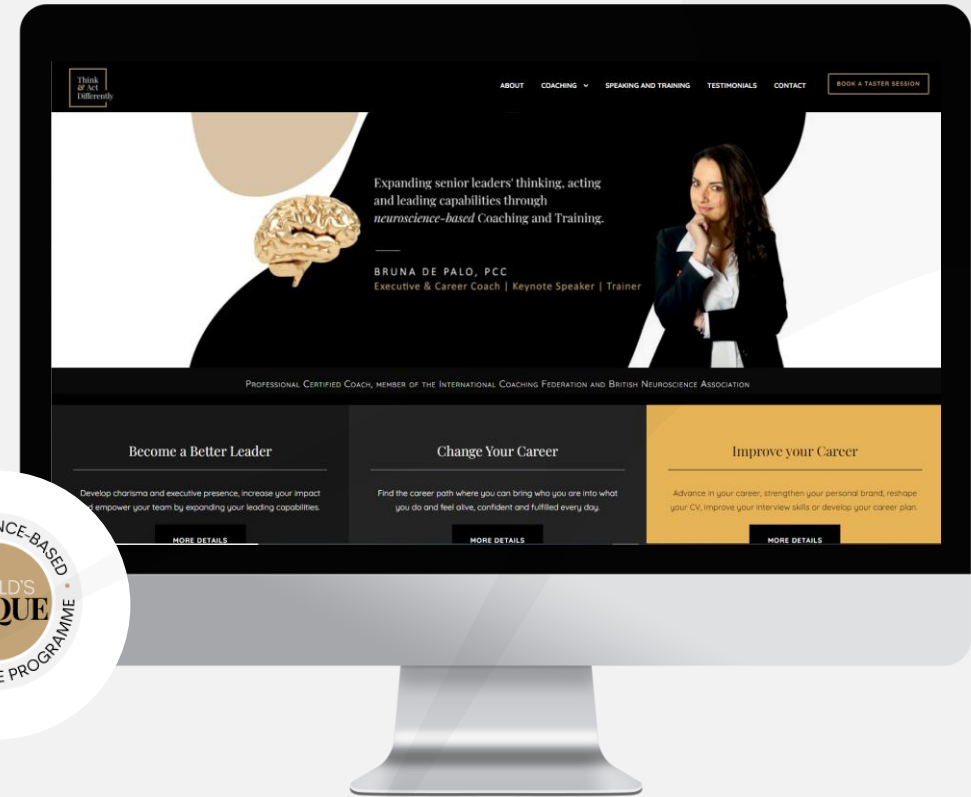 Think
& Act
Differently
ABOUT COACHING SPEAKING AND TRAINING TESTIMONIALS CONTACT BOOK A TASTER SESSION
Expanding senior leaders' thinking, acting
and leading capabilities through
neuroscience-based Coaching and Training.
BRUNA DE PALO, PCC
Executive & Career Coach | Keynote Speaker | Trainer
Professional Certified Coach, member of the International Coaching Federation and British Neuroscience Association
Become a Better Leader
Develop charisma and executive presence, increase your impact
empower your team by expanding your leading capabilities.
MORE DETAILS
Change Your Career
Find the career path where you can bring who you are into what
you do and feel alive, confident and fulfilled every day.
MORE DETAILS
Improve your Career
Advance in your career, strengthen your personal brand, reshape
your CV, improve your interview skills or develop your career plan.
MORE DETAILS
BASED
PROGRAMME